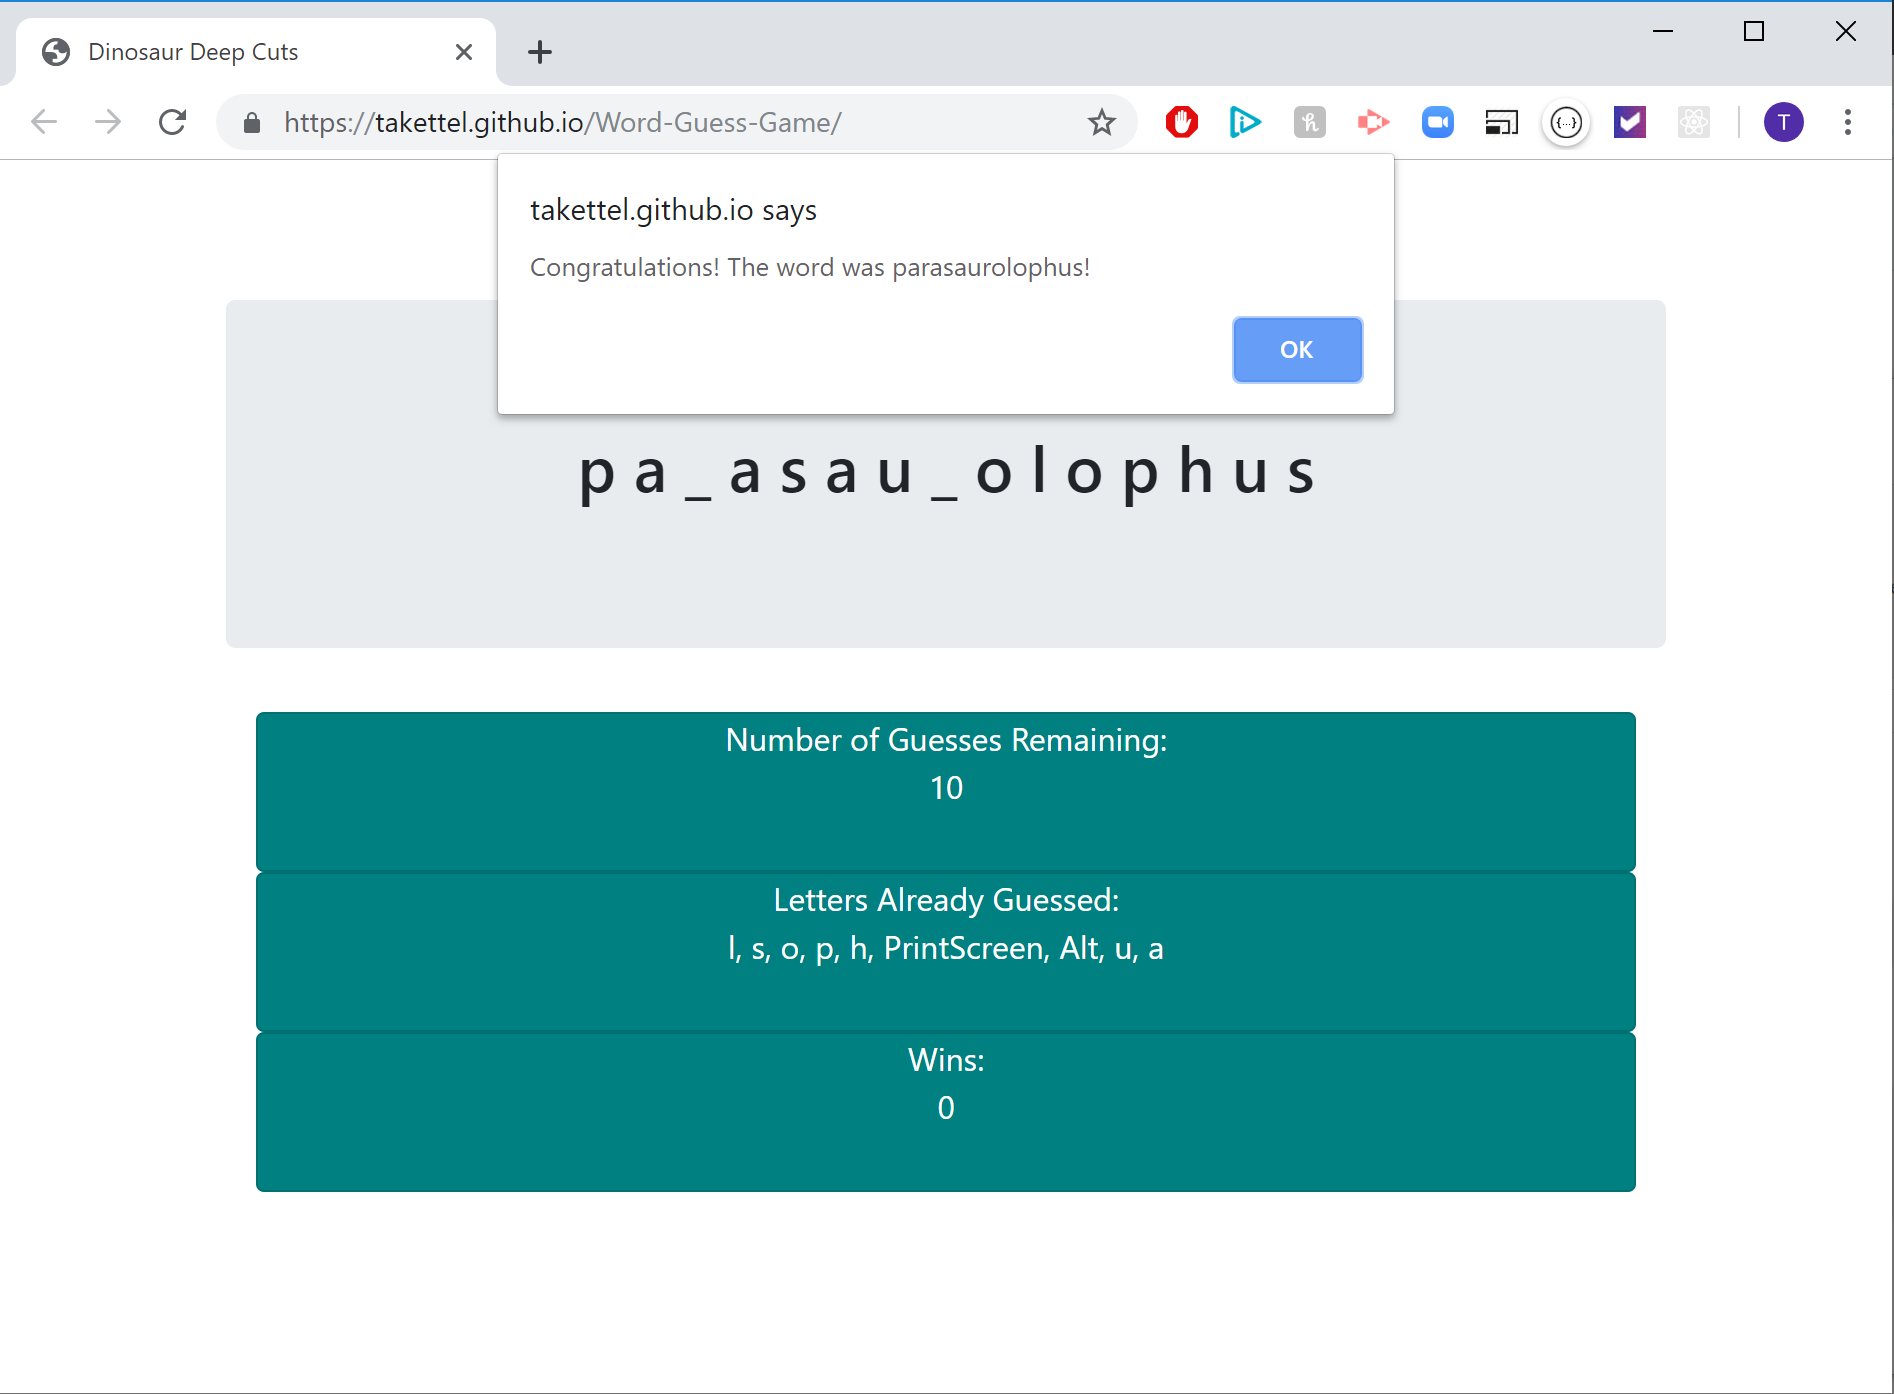 Dinosaur Deep Cuts
https://takettel.github.io/Word-Guess-Game/
T
takettel.github.io says
Congratulations! The word was parasaurolophus!
OK
p a _ a s a u _ o l o p h u s
Number of Guesses Remaining:
10
Letters Already Guessed:
l, s, o, p, h, PrintScreen, Alt, u, a
Wins:
0